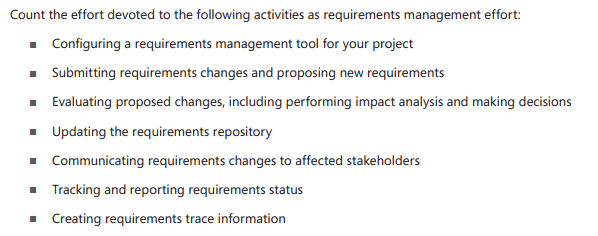 Count the effort devoted to the following activities as requirements management effort:
▪ Configuring a requirements management tool for your project
▪ Submitting requirements changes and proposing new requirements
▪ Evaluating proposed changes, including performing impact analysis and making decisions
▪ Updating the requirements repository
▪ Communicating requirements changes to affected stakeholders
▪ Tracking and reporting requirements status
▪ Creating requirements trace information